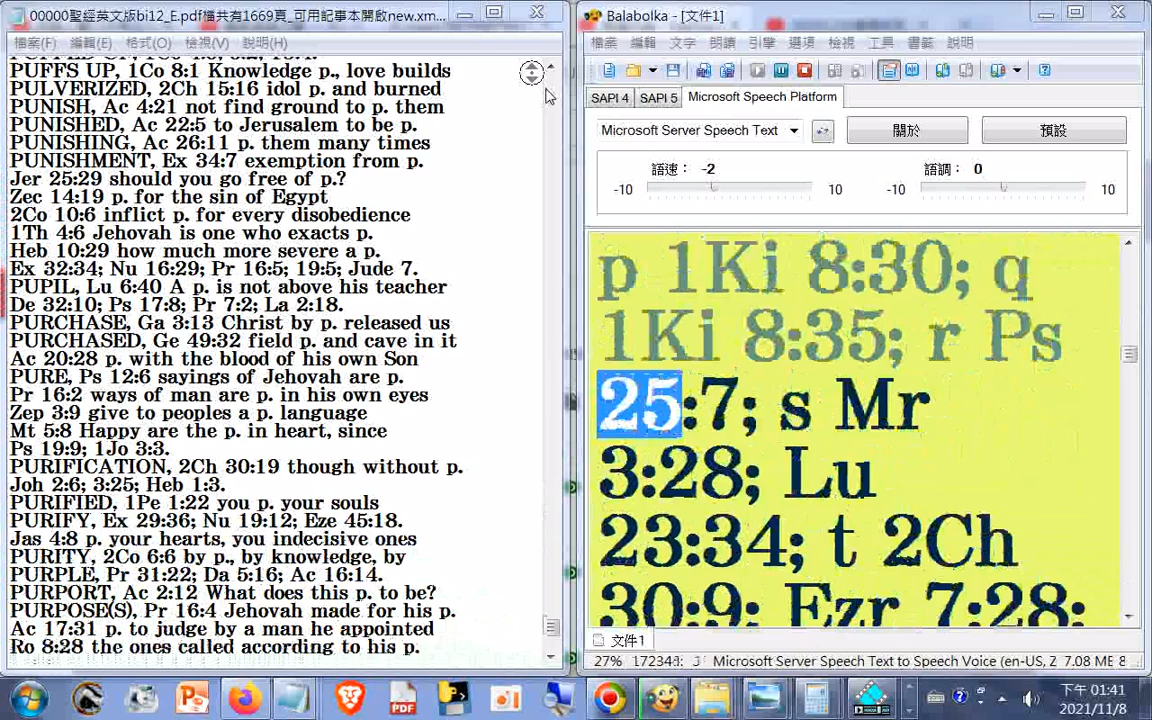 00000聖經英文版bi12_E.pdf檔共有1669頁_可用記事本開啟new.xm...
檔案(F) 編輯(E) 格式(O) 檢視(V) 說明(H)
PUFFS UP, 1Co 8:1 Knowledge p., love builds
PULVERIZED, 2Ch 15:16 idol p. and burned
PUNISH, Ac 4:21 not find ground to p. them
PUNISHED, Ac 22:5 to Jerusalem to be p.
PUNISHING, Ac 26:11 p. them many times
PUNISHMENT, Ex 34:7 exemption from p.
Jer 25:29 should you go free of p.?
Zec 14:19 p. for the sin of Egypt
2Co 10:6 inflict p. for every disobedience
1Th 4:6 Jehovah is one who exacts p.
Heb 10:29 how much more severe a p.
Ex 32:34; Nu 16:29; Pr 16:5; 19:5; Jude 7.
PUPIL, Lu 6:40 A p. is not above his teacher
De 32:10; Ps 17:8; Pr 7:2; La 2:18.
PURCHASE, Ga 3:13 Christ by p. released us
PURCHASED, Ge 49:32 field p. and cave in it
Ac 20:28 p. with the blood of his own Son
PURE, Ps 12:6 sayings of Jehovah are p.
Pr 16:2 ways of man are p. in his own eyes
Zep 3:9 give to peoples a p. language
Mt 5:8 Happy are the p. in heart, since
Ps 19:9; 1Jo 3:3.
PURIFICATION, 2Ch 30:19 though without p.
Joh 2:6; 3:25; Heb 1:3.
PURIFIED, 1Pe 1:22 you p. your souls
PURIFY, Ex 29:36; Nu 19:12; Eze 45:18.
Jas 4:8 p. your hearts, you indecisive ones
PURITY, 2Co 6:6 by p., by knowledge, by
PURPLE, Pr 31:22; Da 5:16; Ac 16:14.
PURPORT, Ac 2:12 What does this p. to be?
PURPOSE(S), Pr 16:4 Jehovah made for his p.
Ac 17:31 p. to judge by a man he appointed
Ro 8:28 the ones called according to his p.
Balabolka - [文件1]
檔案 編輯 文字 朗讀 引擎 選項 檢視 工具 書籤 說明
SAPI 4 SAPI 5 Microsoft Speech Platform
Microsoft Server Speech Text 關於 預設
語速: -2 語調: 0
-10 10 -10 10
p 1Ki 8:30; q
1Ki 8:35; r Ps
25:7; s Mr
3:28; Lu
23:34; t 2Ch
30:9; Ezr 7:28;
文件1
27% Microsoft Server Speech Text to Speech Voice (en-US, Z 7.08 MB 8
下午 01:41
2021/11/8